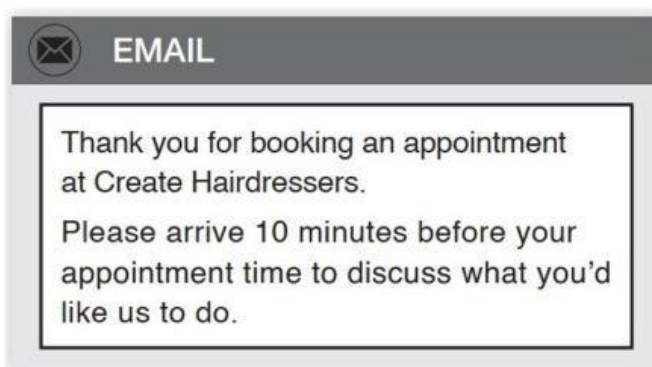 EMAIL
Thank you for booking an appointment
at Create Hairdressers.
Please arrive 10 minutes before your
appointment time to discuss what you’d
like us to do.